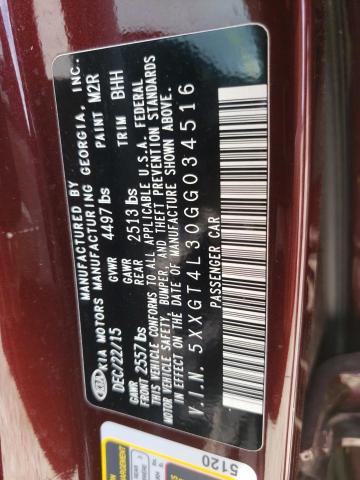 MANUFACTURED BY
KIA KIA MOTORS MANUFACTURING GEORGIA, INC.
DEC/22/15 GVWR 4497 lbs PAINT M2R
GAWR FRONT 2557 lbs GAWR REAR 2513 lbs TRIM BHH
THIS VEHICLE CONFORMS TO ALL APPLICABLE U.S.A. FEDERAL
MOTOR VEHICLE SAFETY, BUMPER, AND THEFT PREVENTION STANDARDS
IN EFFECT ON THE DATE OF MANUFACTURE SHOWN ABOVE.
V.I.N. 5XXGT4L30GG034516
PASSENGER CAR
5120